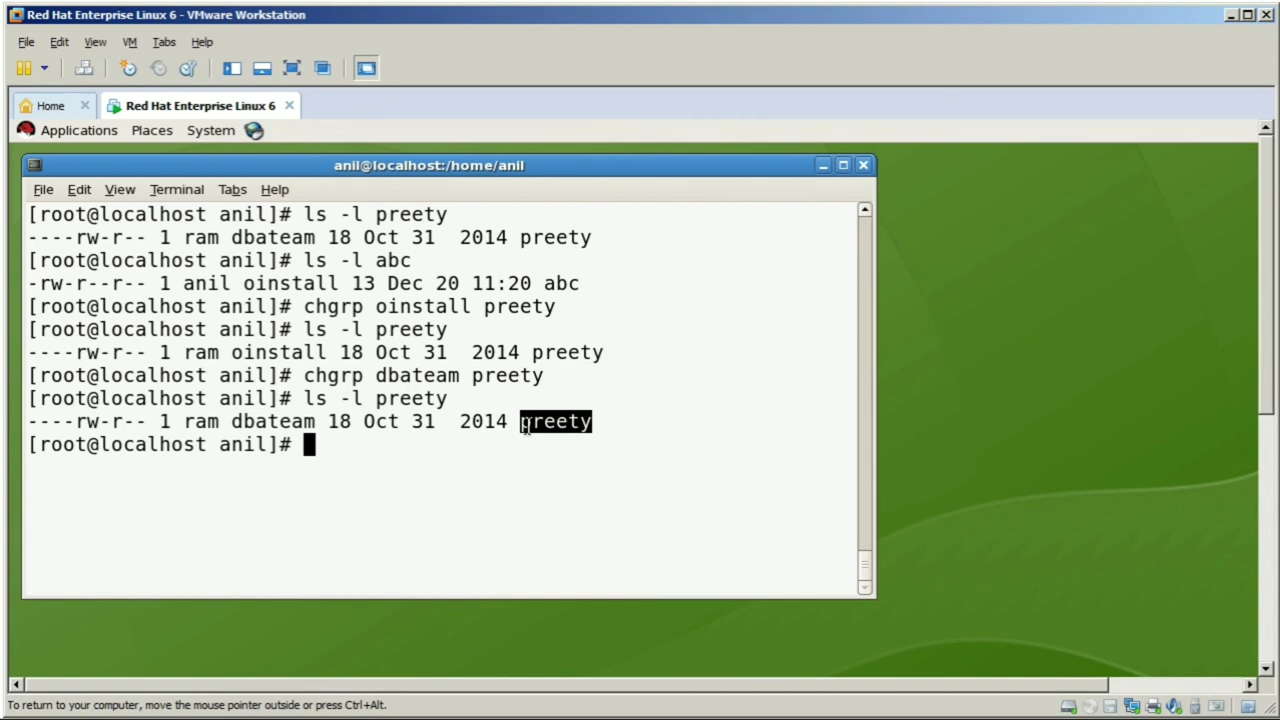 Red Hat Enterprise Linux 6 - VMware Workstation
File Edit View VM Tabs Help
Home Red Hat Enterprise Linux 6
Applications Places System
anil@localhost:/home/anil
File Edit View Terminal Tabs Help
[root@localhost anil]# ls -l preety
----rw-r-- 1 ram dbateam 18 Oct 31  2014 preety
[root@localhost anil]# ls -l abc
-rw-r--r-- 1 anil oinstall 13 Dec 20 11:20 abc
[root@localhost anil]# chgrp oinstall preety
[root@localhost anil]# ls -l preety
----rw-r-- 1 ram oinstall 18 Oct 31  2014 preety
[root@localhost anil]# chgrp dbateam preety
[root@localhost anil]# ls -l preety
----rw-r-- 1 ram dbateam 18 Oct 31  2014 preety
[root@localhost anil]#
To return to your computer, move the mouse pointer outside or press Ctrl+Alt.